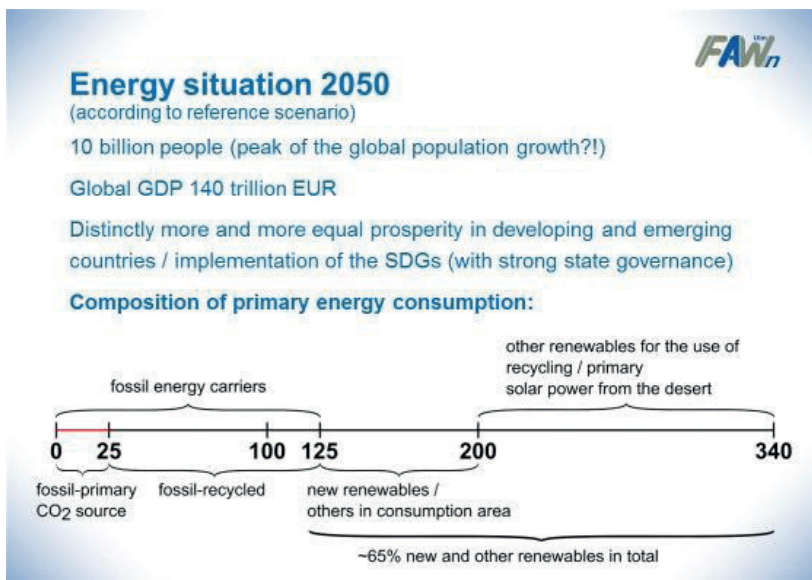 FAWn
Ulm
Energy situation 2050
(according to reference scenario)
10 billion people (peak of the global population growth?!)
Global GDP 140 trillion EUR
Distinctly more and more equal prosperity in developing and emerging
countries / implementation of the SDGs (with strong state governance)
Composition of primary energy consumption:
other renewables for the use of
recycling / primary
solar power from the desert
fossil energy carriers
0 25 100 125 200 340
fossil-primary
CO2 source
fossil-recycled
new renewables /
others in consumption area
~65% new and other renewables in total